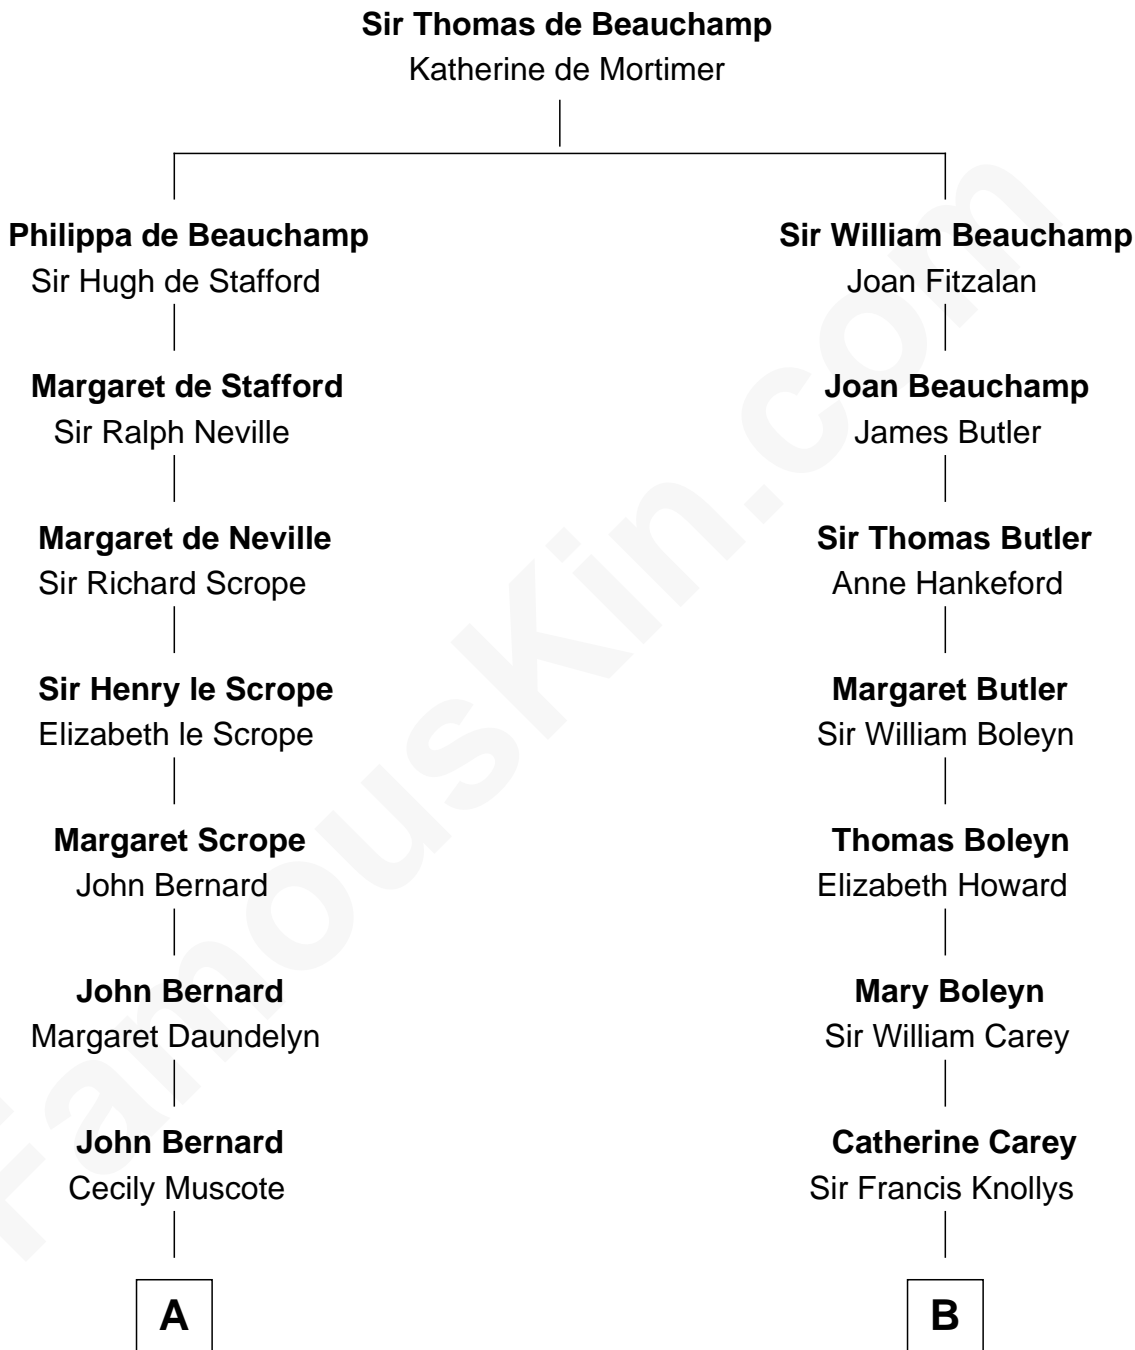 Sir Thomas de Beauchamp
Katherine de Mortimer
Philippa de Beauchamp
Sir Hugh de Stafford
Margaret de Stafford
Sir Ralph Neville
Margaret de Neville
Sir Richard Scrope
Sir Henry le Scrope
Elizabeth le Scrope
Margaret Scrope
John Bernard
John Bernard
Margaret Daundelyn
John Bernard
Cecily Muscote
A
Sir William Beauchamp
Joan Fitzalan
Joan Beauchamp
James Butler
Sir Thomas Butler
Anne Hankeford
Margaret Butler
Sir William Boleyn
Thomas Boleyn
Elizabeth Howard
Mary Boleyn
Sir William Carey
Catherine Carey
Sir Francis Knollys
B
FamousKin.com